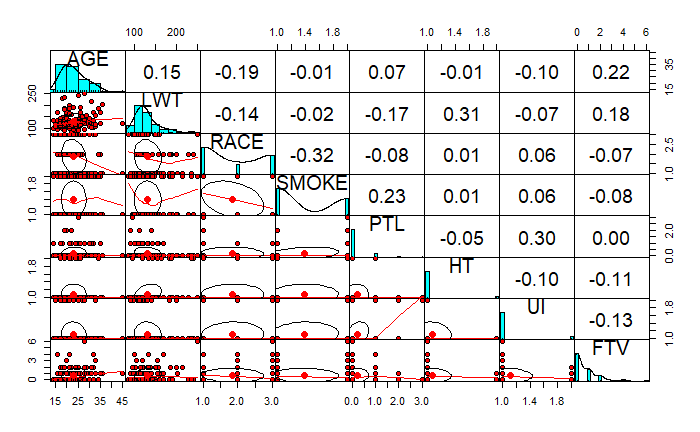 100 200 1.0 1.4 1.8 1.0 1.4 1.8 0 2 4 6
AGE 0.15 -0.19 -0.01 0.07 -0.01 -0.10 0.22 15 35
100 250 LWT -0.14 -0.02 -0.17 0.31 -0.07 0.18
RACE -0.32 -0.08 0.01 0.06 -0.07 1.0 2.5
1.0 1.8 SMOKE 0.23 0.01 0.06 -0.08
PTL -0.05 0.30 0.00 0.0 2.0
1.0 1.8 HT -0.10 -0.11
UI -0.13 1.0 1.8
0 3 6 FTV
15 25 35 45 1.0 2.0 3.0 0.0 1.0 2.0 3.0 1.0 1.4 1.8